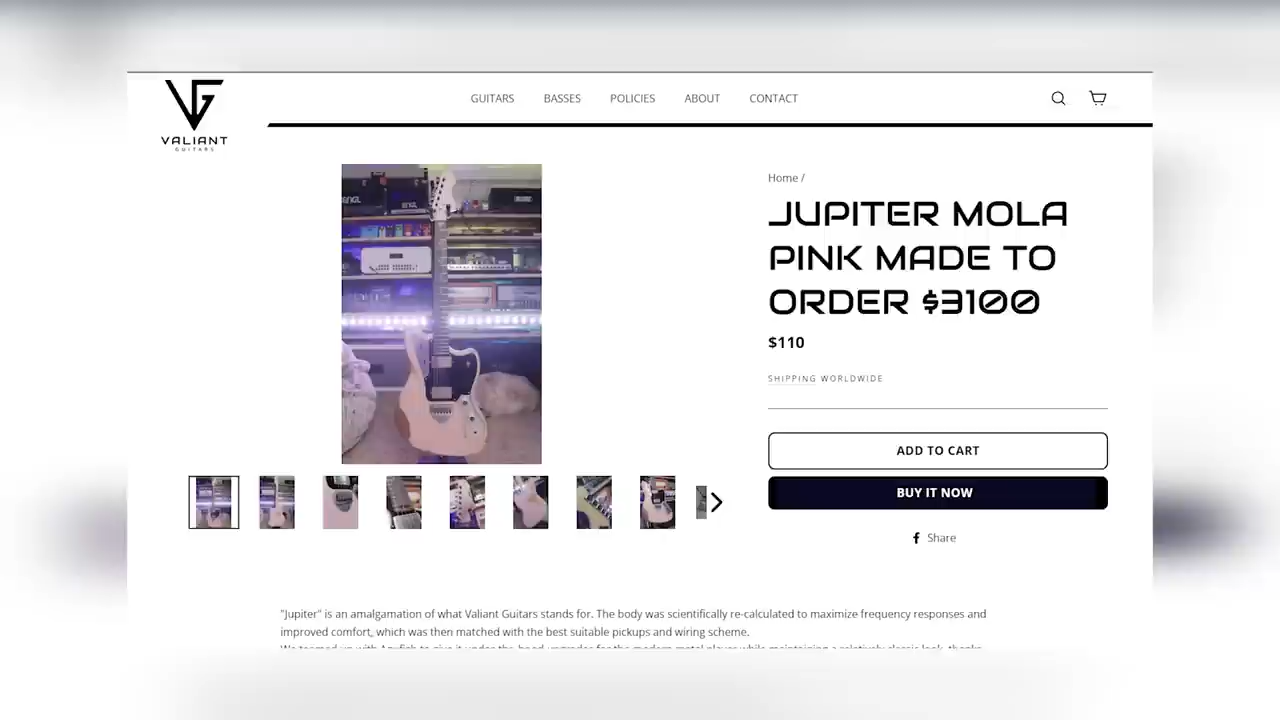 VALIANT
GUITARS
GUITARS
BASSES
POLICIES
ABOUT
CONTACT
ENGL
ENGL
Home /
JUPITER MOLA
PINK MADE TO
ORDER $3100
$110
SHIPPING WORLDWIDE
ADD TO CART
BUY IT NOW
Share
"Jupiter" is an amalgamation of what Valiant Guitars stands for. The body was scientifically re-calculated to maximize frequency responses and
improved comfort, which was then matched with the best suitable pickups and wiring scheme.